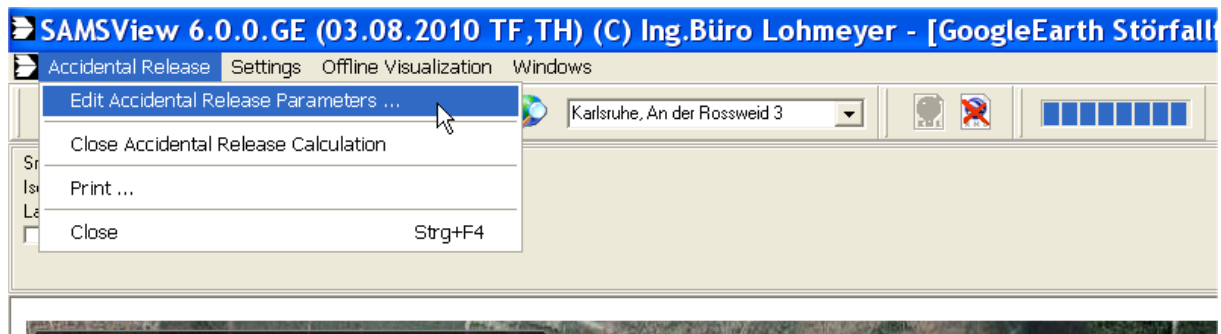 SAMSView 6.0.0.GE (03.08.2010 TF,TH) (C) Ing.Büro Lohmeyer - [GoogleEarth Störfallf
Accidental Release Settings Offline Visualization Windows
Edit Accidental Release Parameters ...
Karlsruhe, An der Rossweid 3
Close Accidental Release Calculation
Print ...
Close Strg+F4